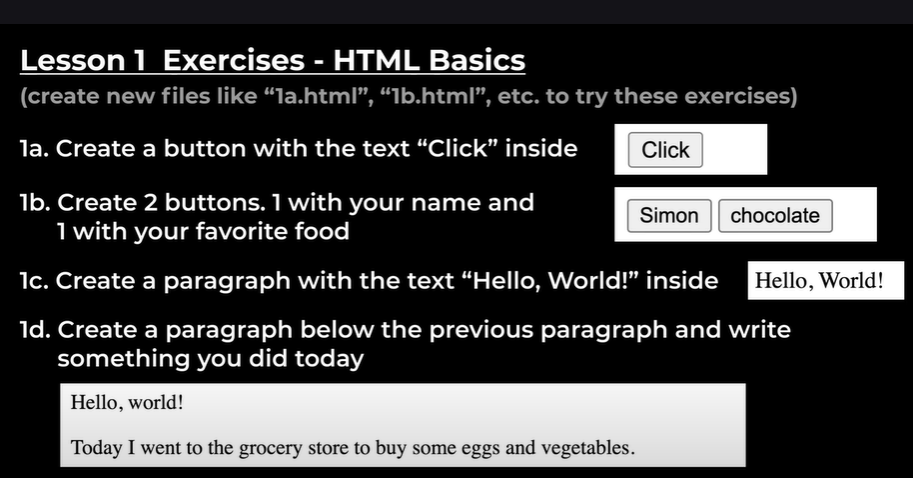 Lesson 1 Exercises - HTML Basics
(create new files like “1a.html”, “1b.html”, etc. to try these exercises)
1a. Create a button with the text “Click” inside
Click
1b. Create 2 buttons. 1 with your name and
1 with your favorite food
Simon chocolate
1c. Create a paragraph with the text “Hello, World!” inside
Hello, World!
1d. Create a paragraph below the previous paragraph and write
something you did today
Hello, world!
Today I went to the grocery store to buy some eggs and vegetables.